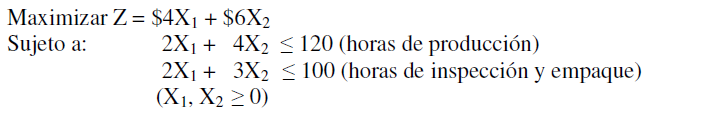 Maximizar Z = $4X₁ + $6X₂
Sujeto a: 2X₁ + 4X₂ ≤ 120 (horas de producción)
2X₁ + 3X₂ ≤ 100 (horas de inspección y empaque)
(X₁, X₂ ≥ 0)